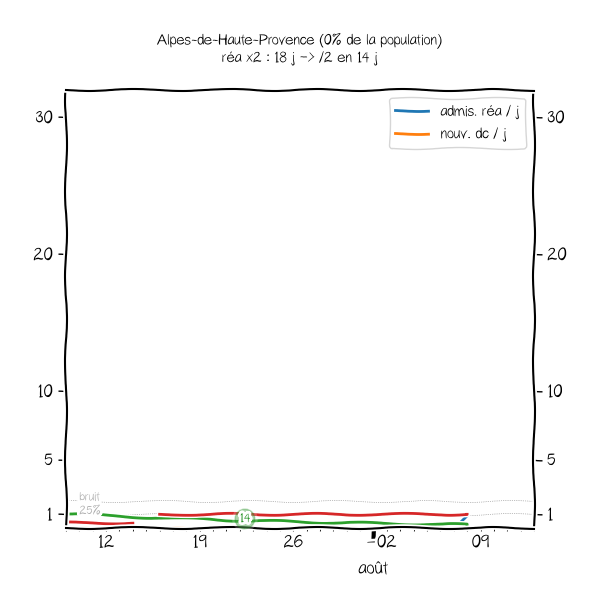 Alpes-de-Haute-Provence (0% de la population)
réa x2 : 18 j -> /2 en 14 j
admis. réa / j
nouv. dc / j
30
30
20
20
10
10
5
5
bruit
25%
14
1
1
12
19
26
02
09
août